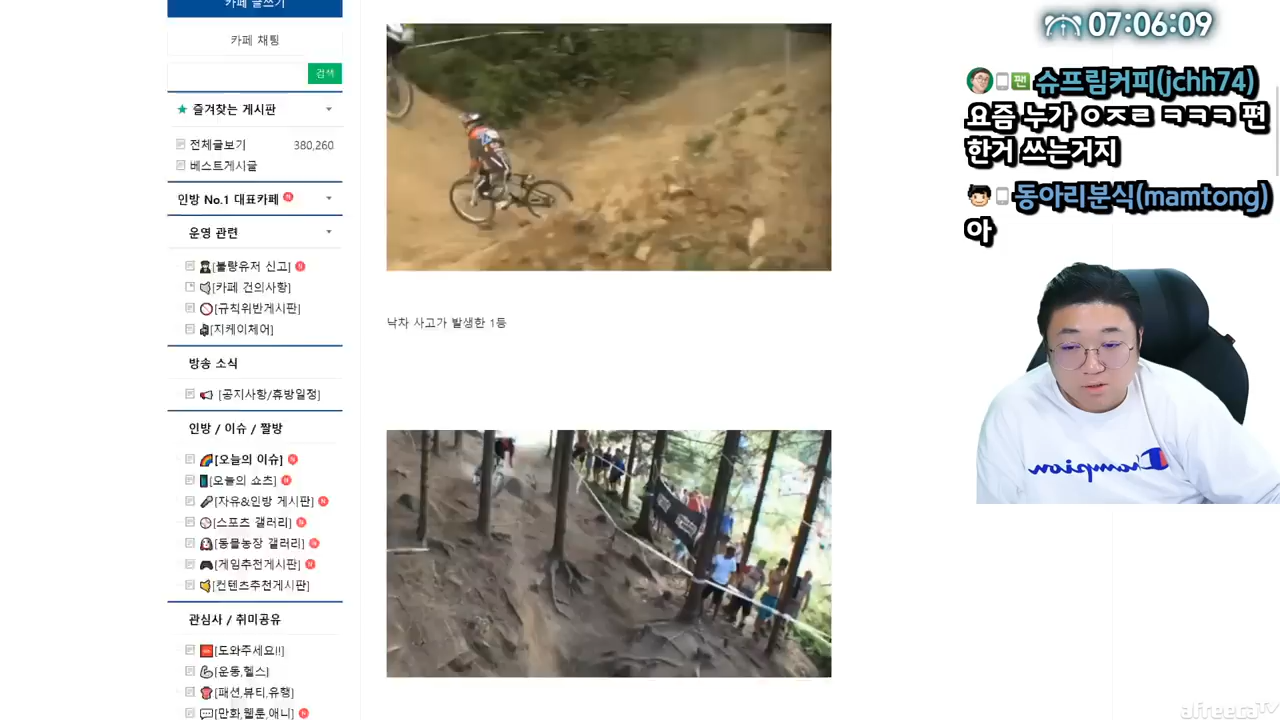 카페 글쓰기
카페 채팅
검색
즐겨찾는 게시판
전체글보기 380,260
베스트게시글
인방 No.1 대표카페
운영 관련
[불량유저 신고]
[카페 건의사항]
[규칙위반게시판]
[지케이체어]
방송 소식
[공지사항/휴방일정]
인방 / 이슈 / 짤방
[오늘의 이슈]
[오늘의 쇼츠]
[자유&인방 게시판]
[스포츠 갤러리]
[동물농장 갤러리]
[게임추천게시판]
[컨텐츠추천게시판]
관심사 / 취미공유
[도와주세요!!]
[운동,헬스]
[패션,뷰티,유행]
[만화,웹툰,애니]
낙차 사고가 발생한 1등
07:06:09
팬 슈프림커피(jchh74)
요즘 누가 ㅇㅈㄹ ㅋㅋㅋ 편
한거 쓰는거지
동아리분식(mamtong)
아
Champion
afreecaTV